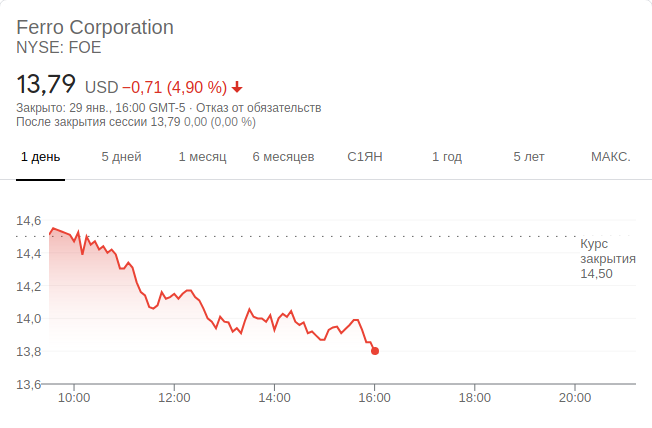 Ferro Corporation
NYSE: FOE
13,79 USD −0,71 (4,90 %)
Закрыто: 29 янв., 16:00 GMT-5 · Отказ от обязательств
После закрытия сессии 13,79 0,00 (0,00 %)
1 день 5 дней 1 месяц 6 месяцев С1ЯН 1 год 5 лет МАКС.
14,6
14,4
14,2
14,0
13,8
13,6
Курс
закрытия
14,50
10:00 12:00 14:00 16:00 18:00 20:00